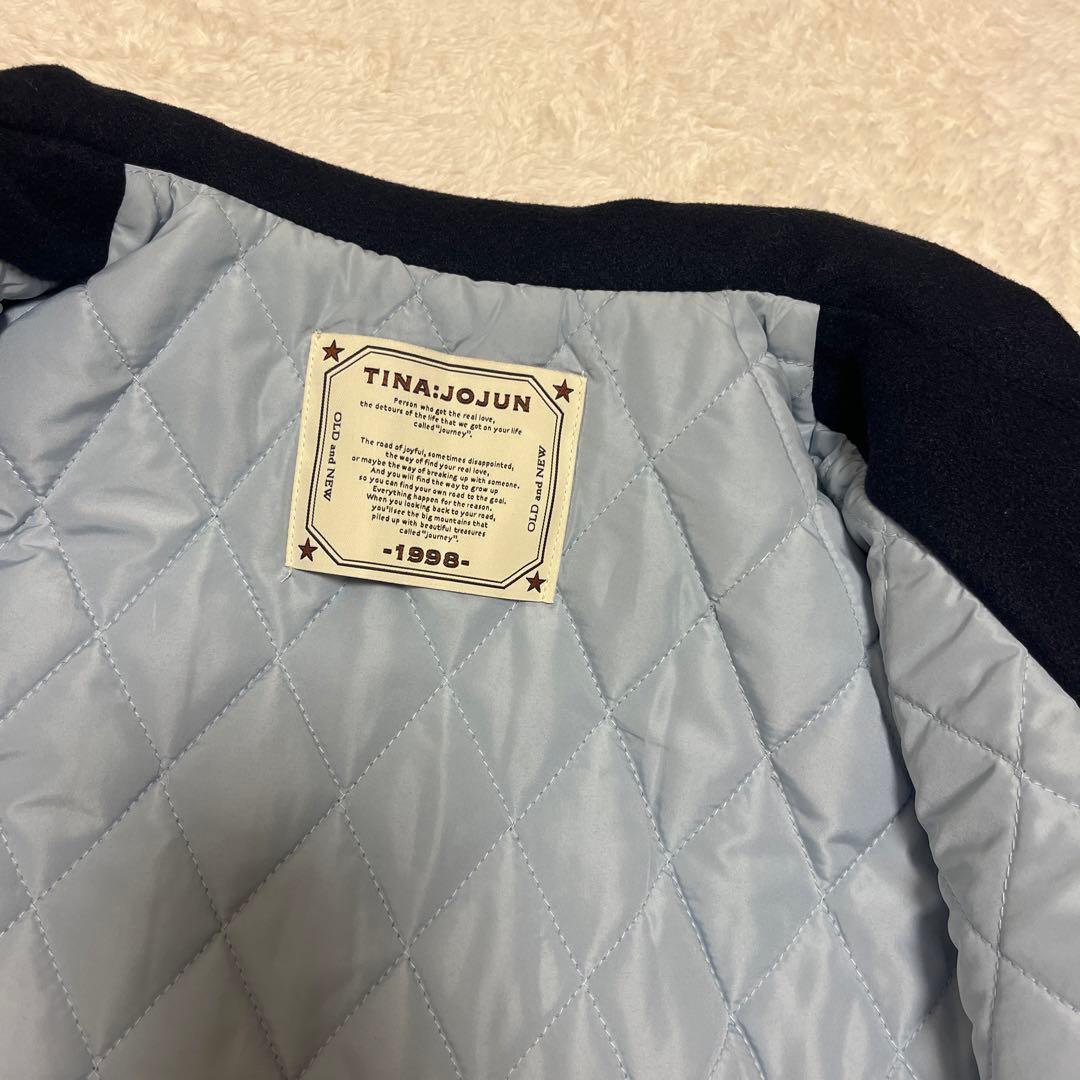 TINA:JOJUN
Person who got the real love,
the detours of the life that we got on your life
called "journey".
The road of joyful, sometimes disappointed,
the way of find your real love,
or maybe the way of breaking up with someone.
And you will find the way to grow up
so you can find your own road to the goal.
Everything happen for the reason.
When you looking back to your road,
you'llsee the big mountains that
piled up with beautiful treasures
called "journey".
-1998-
OLD and NEW
OLD and NEW